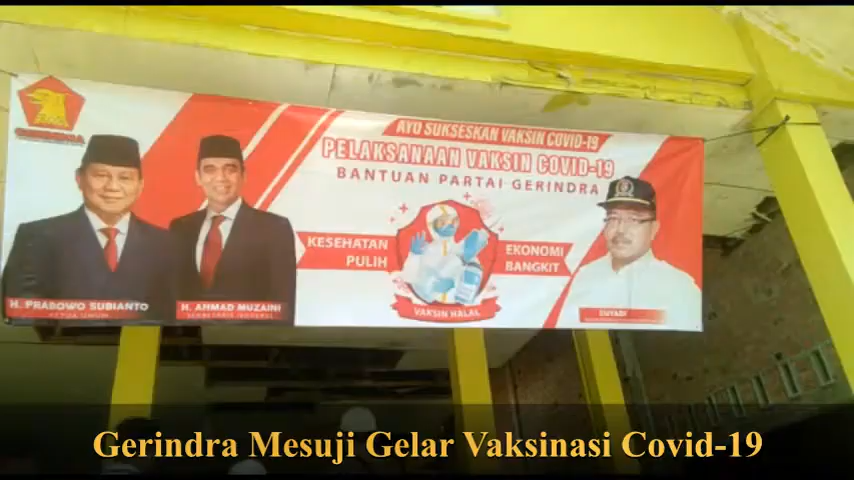 GERINDRA
AYO SUKSESKAN VAKSIN COVID-19
PELAKSANAAN VAKSIN COVID-19
BANTUAN PARTAI GERINDRA
KESEHATAN
PULIH
EKONOMI
BANGKIT
VAKSIN HALAL
H. PRABOWO SUBIANTO
KETUA UMUM
H. AHMAD MUZANI
SEKRETARIS JENDERAL
SUYADI
Gerindra Mesuji Gelar Vaksinasi Covid-19